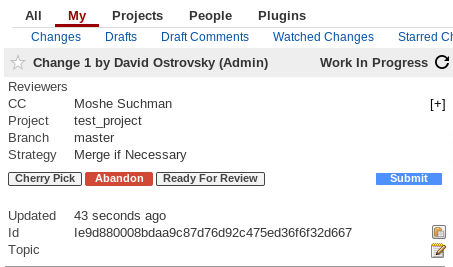 All My Projects People Plugins
Changes Drafts Draft Comments Watched Changes Starred Ch
Change 1 by David Ostrovsky (Admin) Work In Progress
Reviewers
CC Moshe Suchman [+]
Project test_project
Branch master
Strategy Merge if Necessary
Cherry Pick Abandon Ready For Review Submit
Updated 43 seconds ago
Id Ie9d880008bdaa9c87d76d92c475ed36f6f32d667
Topic